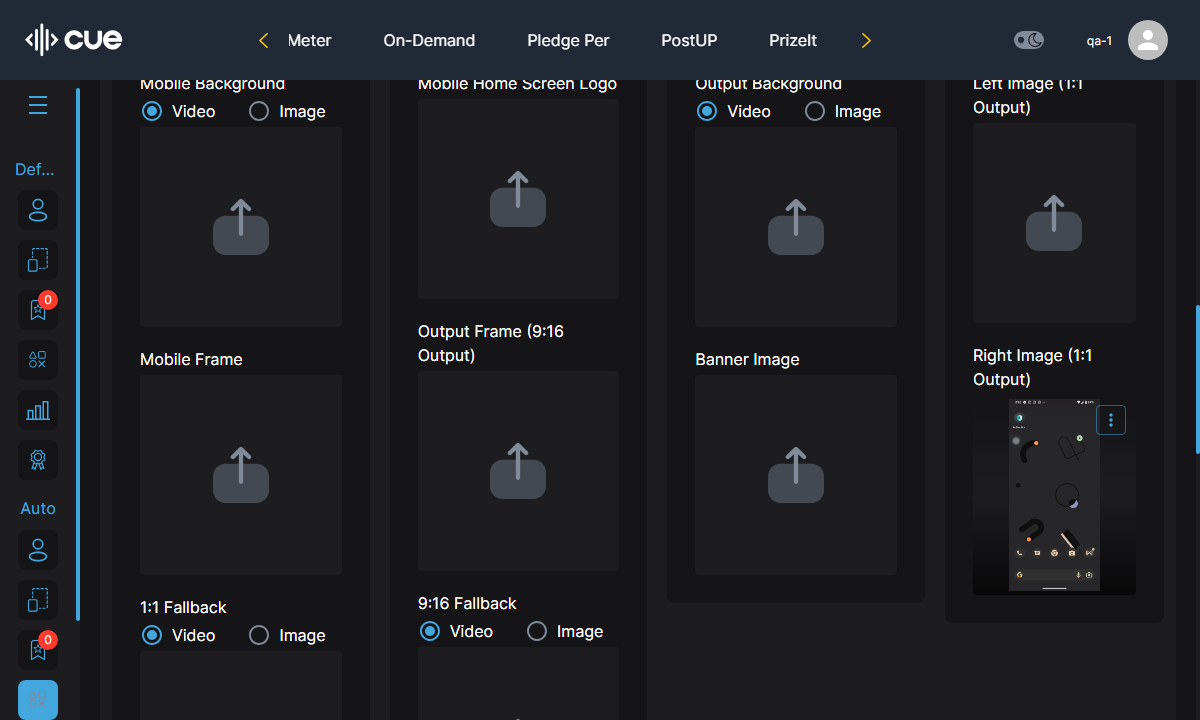 cue
Meter
On-Demand
Pledge Per
PostUP
PrizeIt
qa-1
Def...
0
Auto
0
Mobile Background
Video
Image
Mobile Frame
1:1 Fallback
Video
Image
Mobile Home Screen Logo
Output Frame (9:16
Output)
9:16 Fallback
Video
Image
Output Background
Video
Image
Banner Image
Left Image (1:1
Output)
Right Image (1:1
Output)